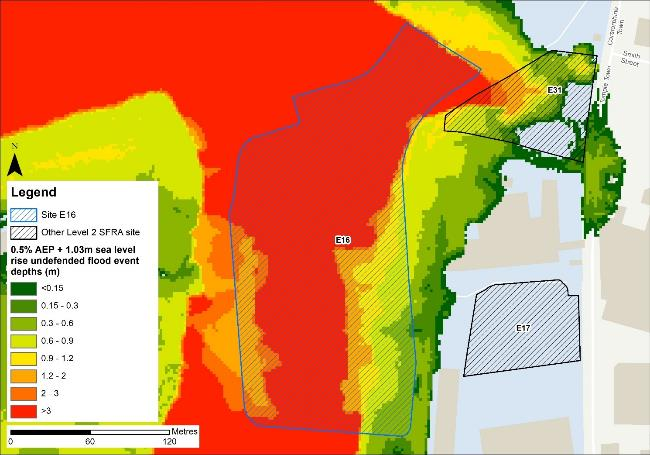 Smith
Street
E31
E16
E17
N
Legend
Site E16
Other Level 2 SFRA site
0.5% AEP + 1.03m sea level
rise undefended flood event
depths (m)
<0.15
0.15 - 0.3
0.3 - 0.6
0.6 - 0.9
0.9 - 1.2
1.2 - 2
2 - 3
>3
Metres
0 60 120